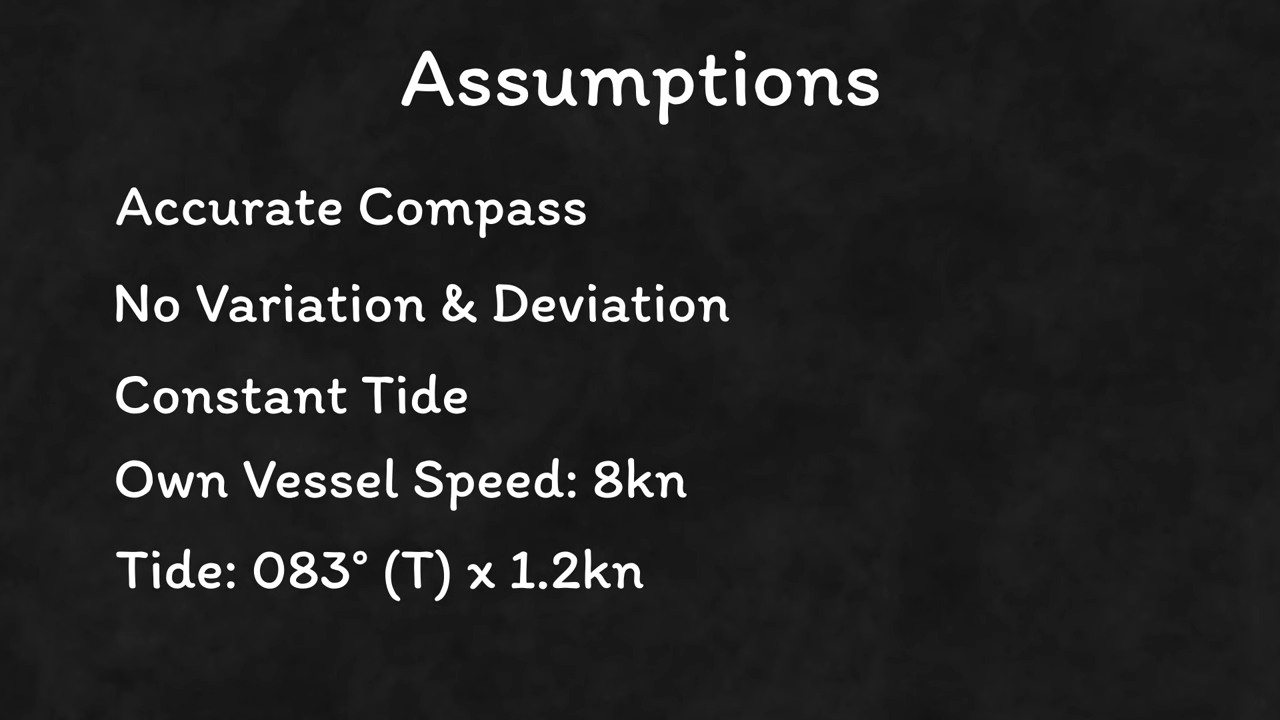 Assumptions
Accurate Compass
No Variation & Deviation
Constant Tide
Own Vessel Speed: 8kn
Tide: 083° (T) x 1.2kn